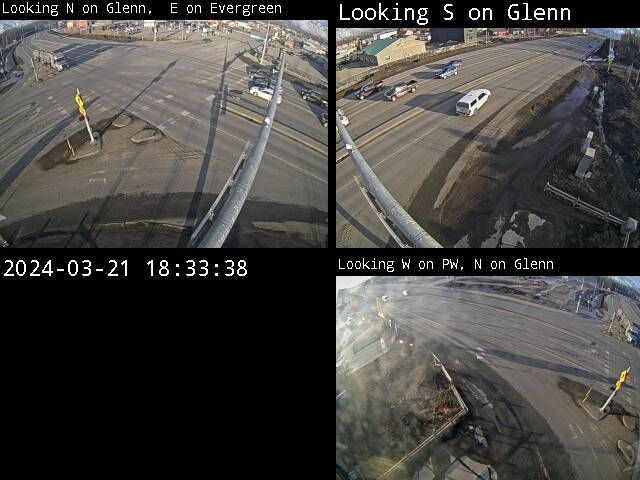 Looking N on Glenn, E on Evergreen
Looking S on Glenn
2024-03-21 18:33:38
Looking W on PW, N on Glenn